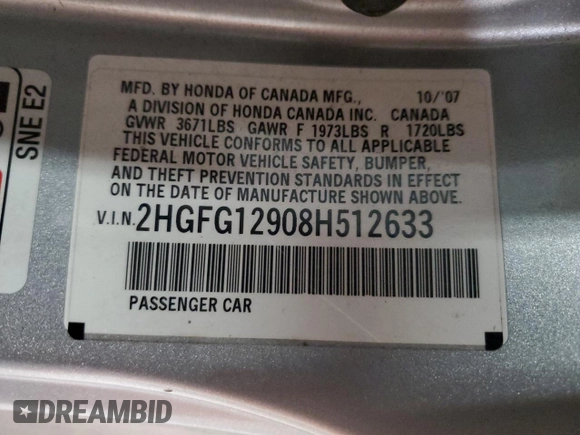 MFD. BY HONDA OF CANADA MFG., 10/'07
A DIVISION OF HONDA CANADA INC. CANADA
GVWR 3671LBS GAWR F 1973LBS R 1720LBS
THIS VEHICLE CONFORMS TO ALL APPLICABLE
FEDERAL MOTOR VEHICLE SAFETY, BUMPER,
AND THEFT PREVENTION STANDARDS IN EFFECT
ON THE DATE OF MANUFACTURE SHOWN ABOVE.
V.I.N. 2HGFG12908H512633
PASSENGER CAR
SNE E2
DREAMBID